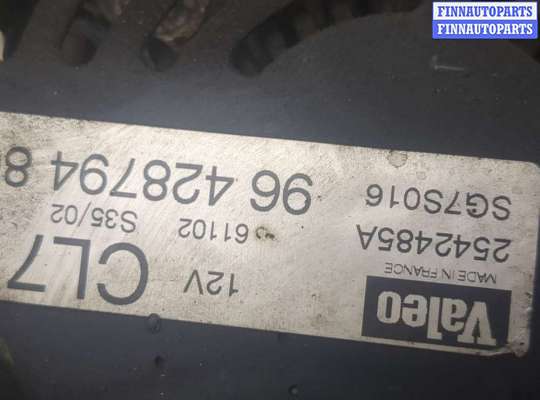 FINNAUTOPARTS
FINNAUTOPARTS
Valeo
MADE IN FRANCE
2542485A
SG7S016
12V
61102
96 428794 8
CL7
S35/02